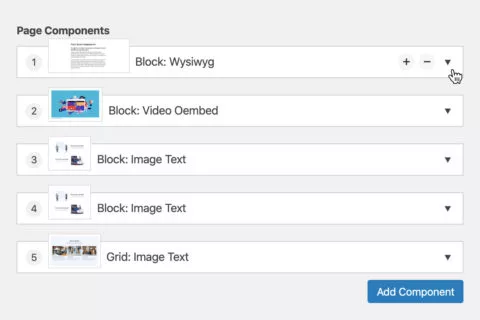 Page Components
1 Block: Wysiwyg + − ▼
2 Block: Video Oembed ▼
3 Block: Image Text ▼
4 Block: Image Text ▼
5 Grid: Image Text ▼
Add Component